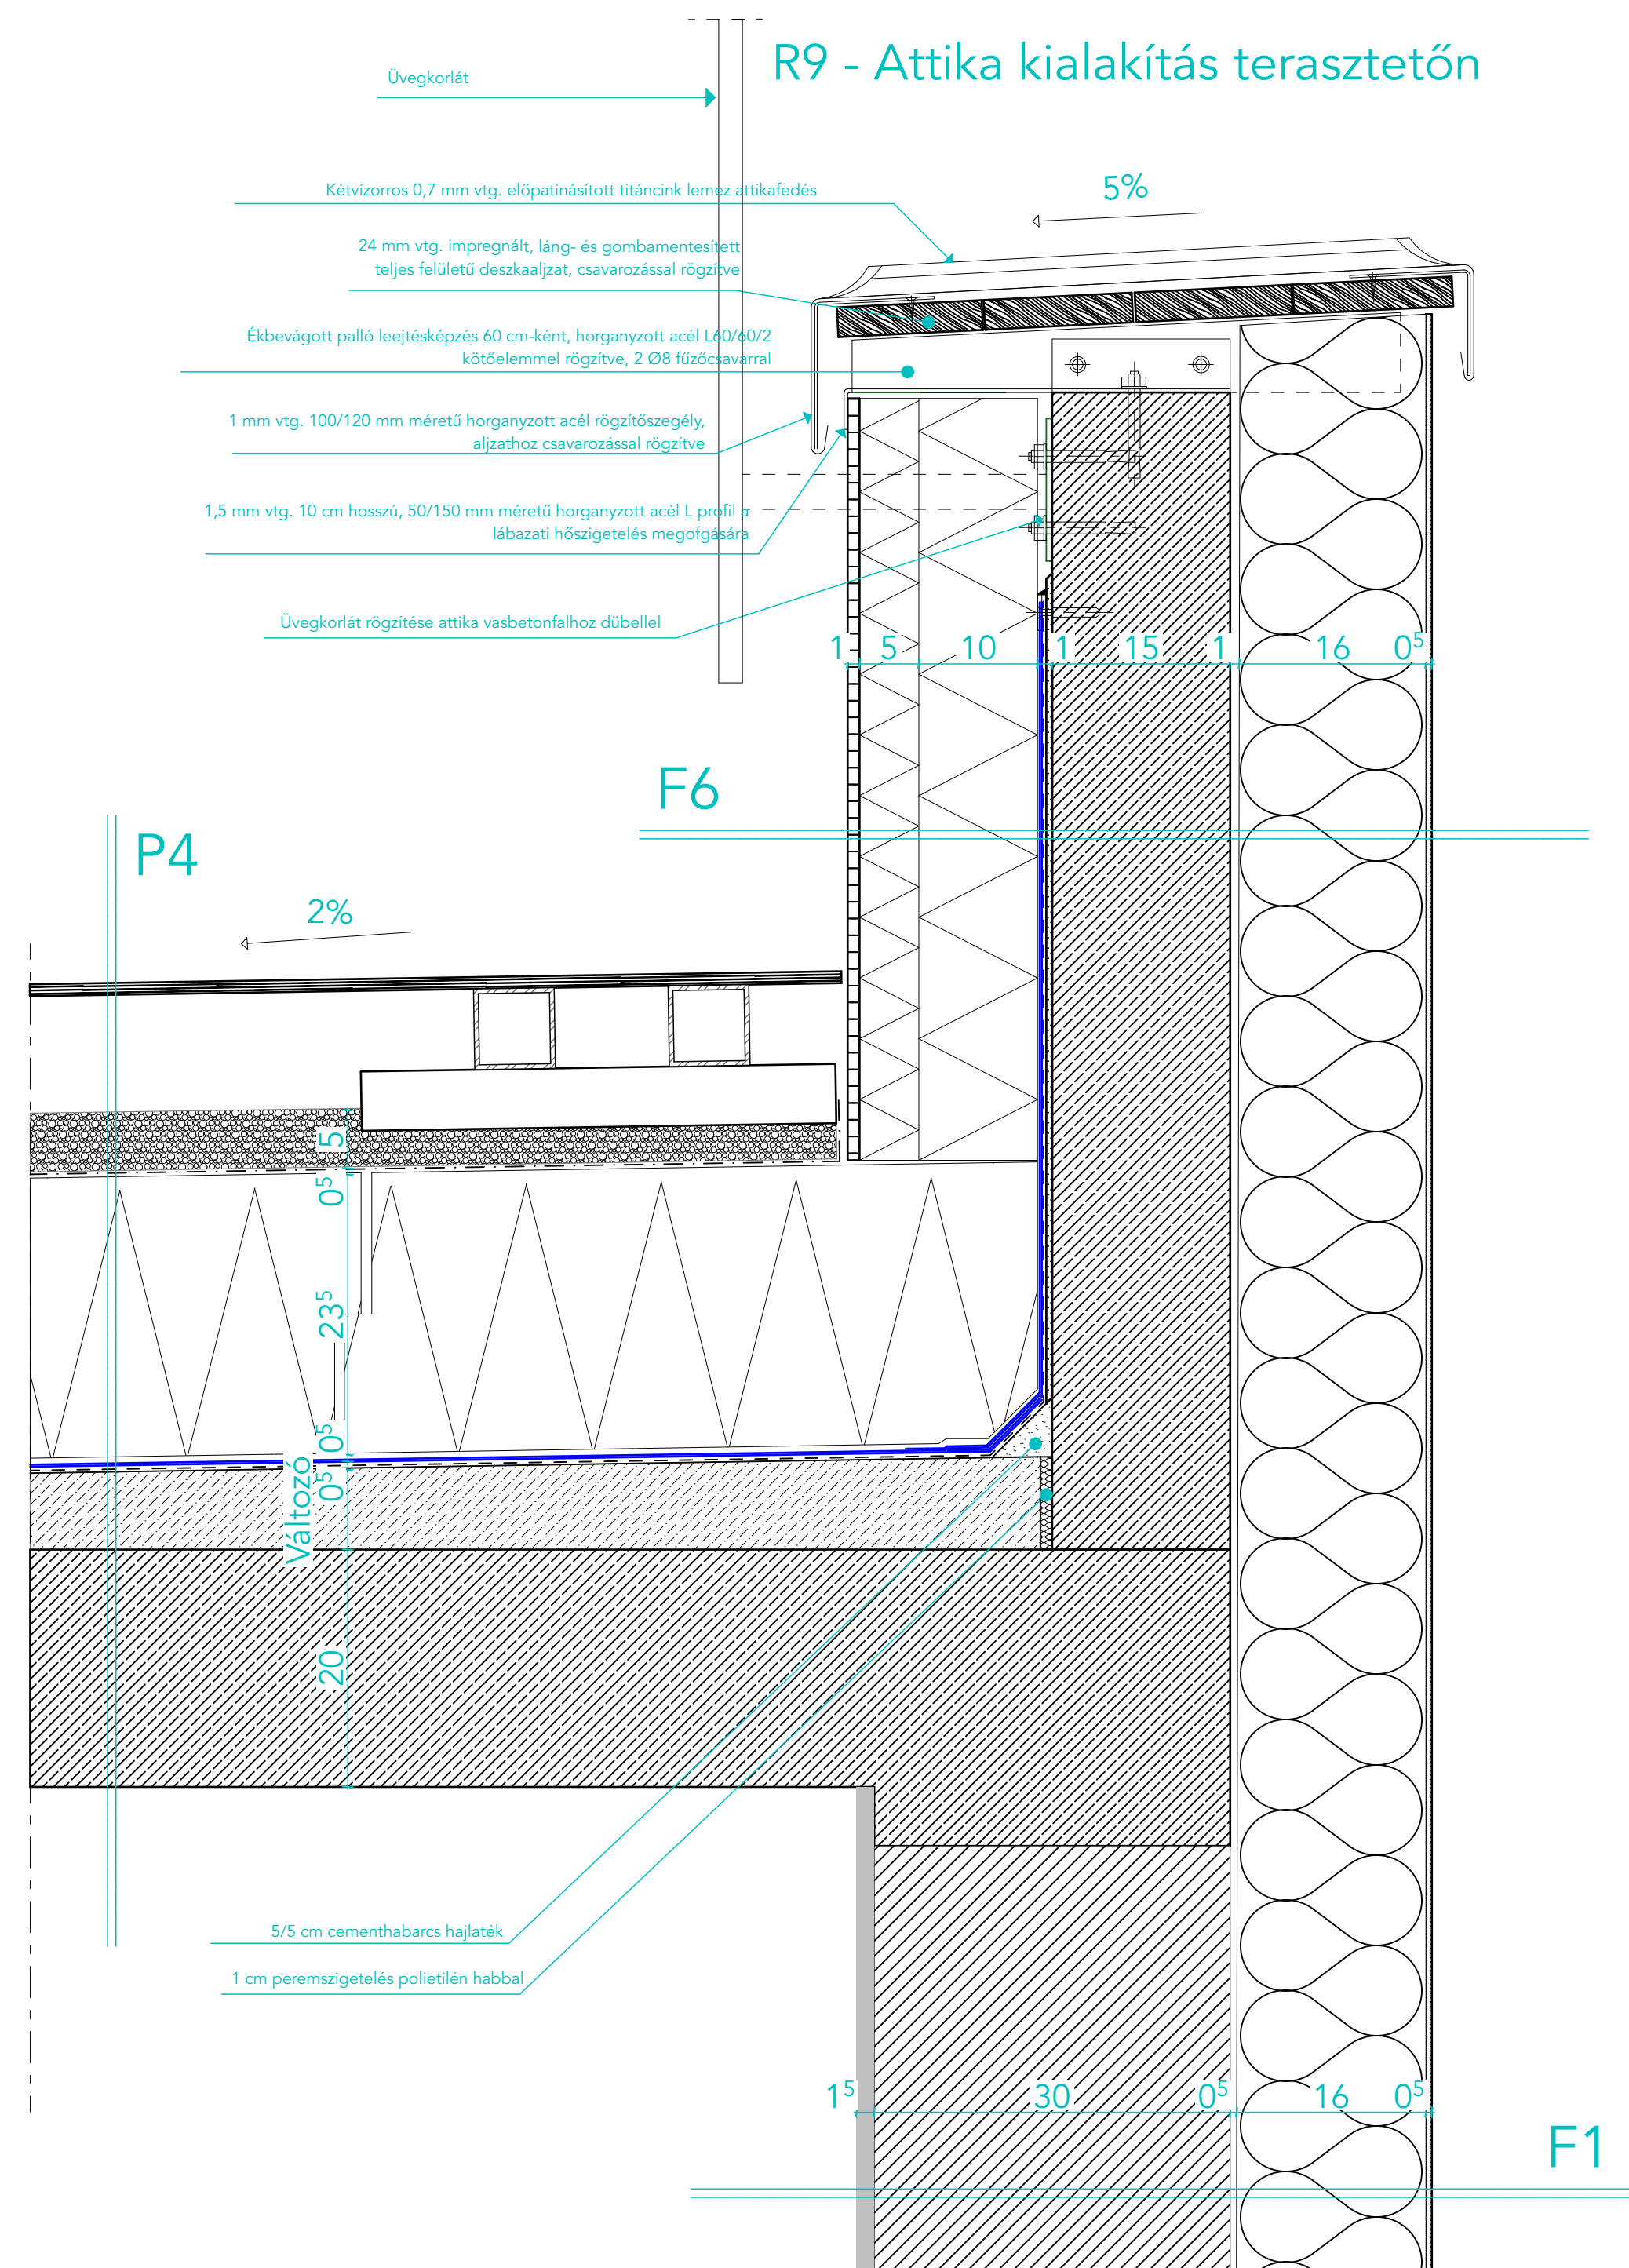 R9 - Attika kialakítás terasztetőn
Üvegkorlát
Kétvízorros 0,7 mm vtg. előpatínásított titáncink lemez attikafedés
5%
24 mm vtg. impregnált, láng- és gombamentesített
teljes felületű deszkaaljzat, csavarozással rögzítve
Ékbevágott palló leejtésképzés 60 cm-ként, horganyzott acél L60/60/2
kötőelemmel rögzítve, 2 Ø8 fűzőcsavarral
1 mm vtg. 100/120 mm méretű horganyzott acél rögzítőszegély,
aljzathoz csavarozással rögzítve
1,5 mm vtg. 10 cm hosszú, 50/150 mm méretű horganyzott acél L profil a
lábazati hőszigetelés megofgására
Üvegkorlát rögzítése attika vasbetonfalhoz dübellel
1 5 10 1 15 1 16 0⁵
F6
P4
2%
5
0⁵
23⁵
0⁵
0⁵
Változó
20
5/5 cm cementhabarcs hajlaték
1 cm peremszigetelés polietilén habbal
1⁵ 30 0⁵ 16 0⁵
F1